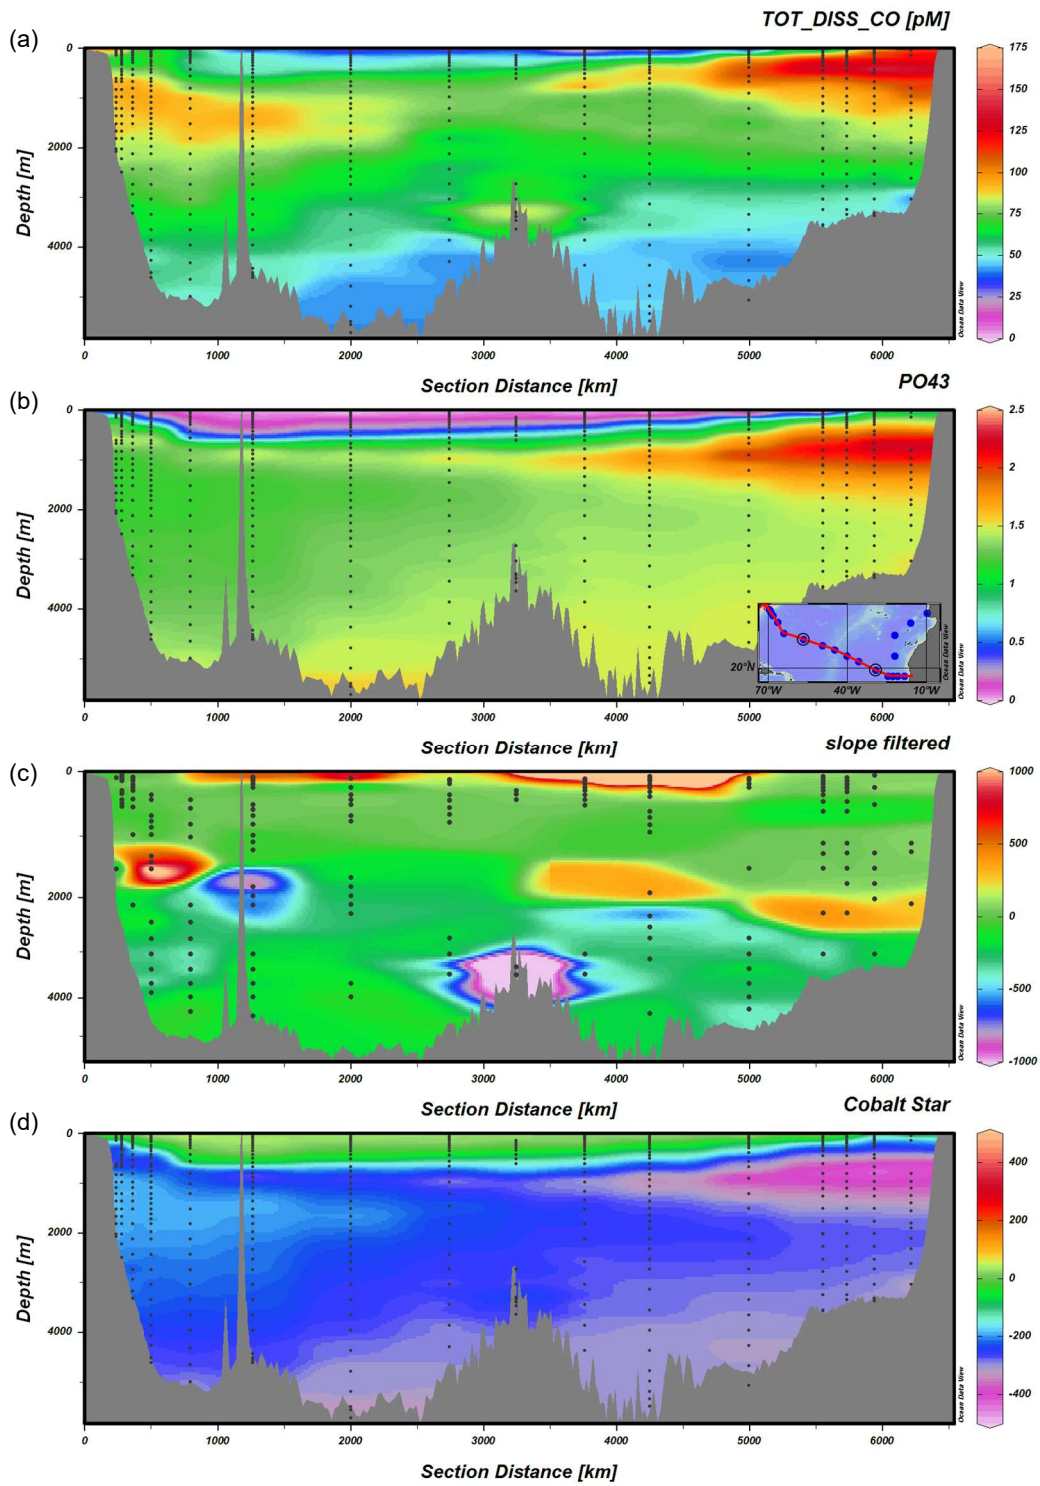 (a)
TOT_DISS_CO [pM]
0
2000
4000
Depth [m]
175
150
125
100
75
50
25
0
Ocean Data View
0 1000 2000 3000 4000 5000 6000
Section Distance [km]
(b)
PO43
0
2000
4000
Depth [m]
2.5
2
1.5
1
0.5
0
20°N
70°W 40°W 10°W
Ocean Data View
Ocean Data View
0 1000 2000 3000 4000 5000 6000
Section Distance [km]
(c)
slope filtered
0
2000
4000
Depth [m]
1000
500
0
-500
-1000
Ocean Data View
0 1000 2000 3000 4000 5000 6000
Section Distance [km]
(d)
Cobalt Star
0
2000
4000
Depth [m]
400
200
0
-200
-400
Ocean Data View
0 1000 2000 3000 4000 5000 6000
Section Distance [km]